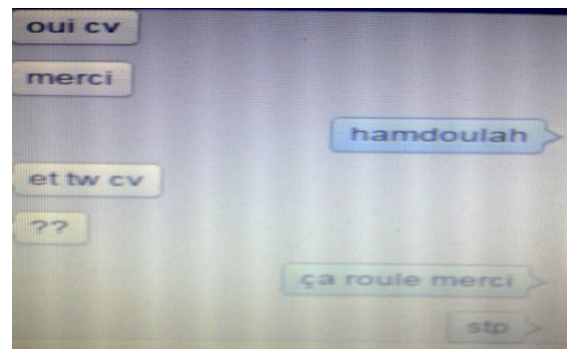 oui cv
merci
hamdoulah
et tw cv
??
ça roule merci
stp